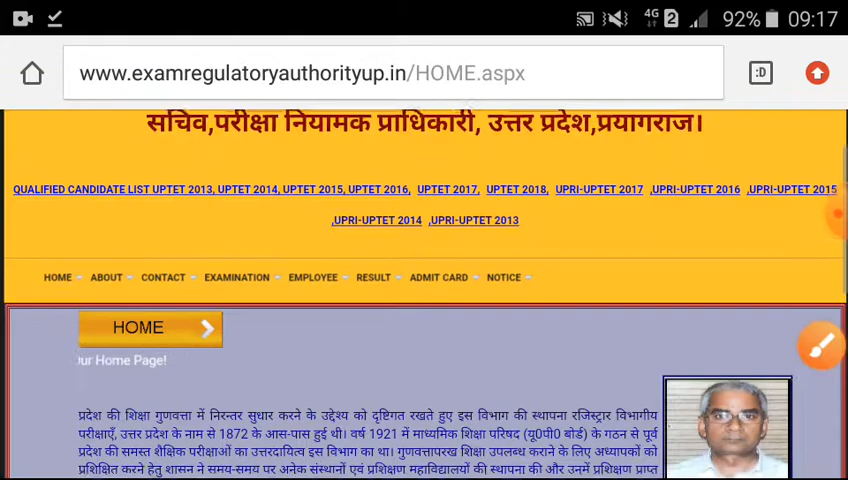 4G 2 92% 09:17
www.examregulatoryauthorityup.in/HOME.aspx :D
सचिव,परीक्षा नियामक प्राधिकारी, उत्तर प्रदेश,प्रयागराज।
QUALIFIED CANDIDATE LIST UPTET 2013, UPTET 2014, UPTET 2015, UPTET 2016, UPTET 2017, UPTET 2018, UPRI-UPTET 2017 ,UPRI-UPTET 2016 ,UPRI-UPTET 2015
,UPRI-UPTET 2014 ,UPRI-UPTET 2013
HOME ABOUT CONTACT EXAMINATION EMPLOYEE RESULT ADMIT CARD NOTICE
HOME
ur Home Page!
प्रदेश की शिक्षा गुणवत्ता में निरन्तर सुधार करने के उद्देश्य को दृष्टिगत रखते हुए इस विभाग की स्थापना रजिस्ट्रार विभागीय
परीक्षाएँ, उत्तर प्रदेश के नाम से 1872 के आस-पास हुई थी। वर्ष 1921 में माध्यमिक शिक्षा परिषद (यू0पी0 बोर्ड) के गठन से पूर्व
प्रदेश की समस्त शैक्षिक परीक्षाओं का उत्तरदायित्व इस विभाग का था। गुणवत्तापरख शिक्षा उपलब्ध कराने के लिए अध्यापकों को
प्रशिक्षित करने हेतु शासन ने समय-समय पर अनेक संस्थानों एवं प्रशिक्षण महाविद्यालयों की स्थापना की और उनमें प्रशिक्षण प्राप्त